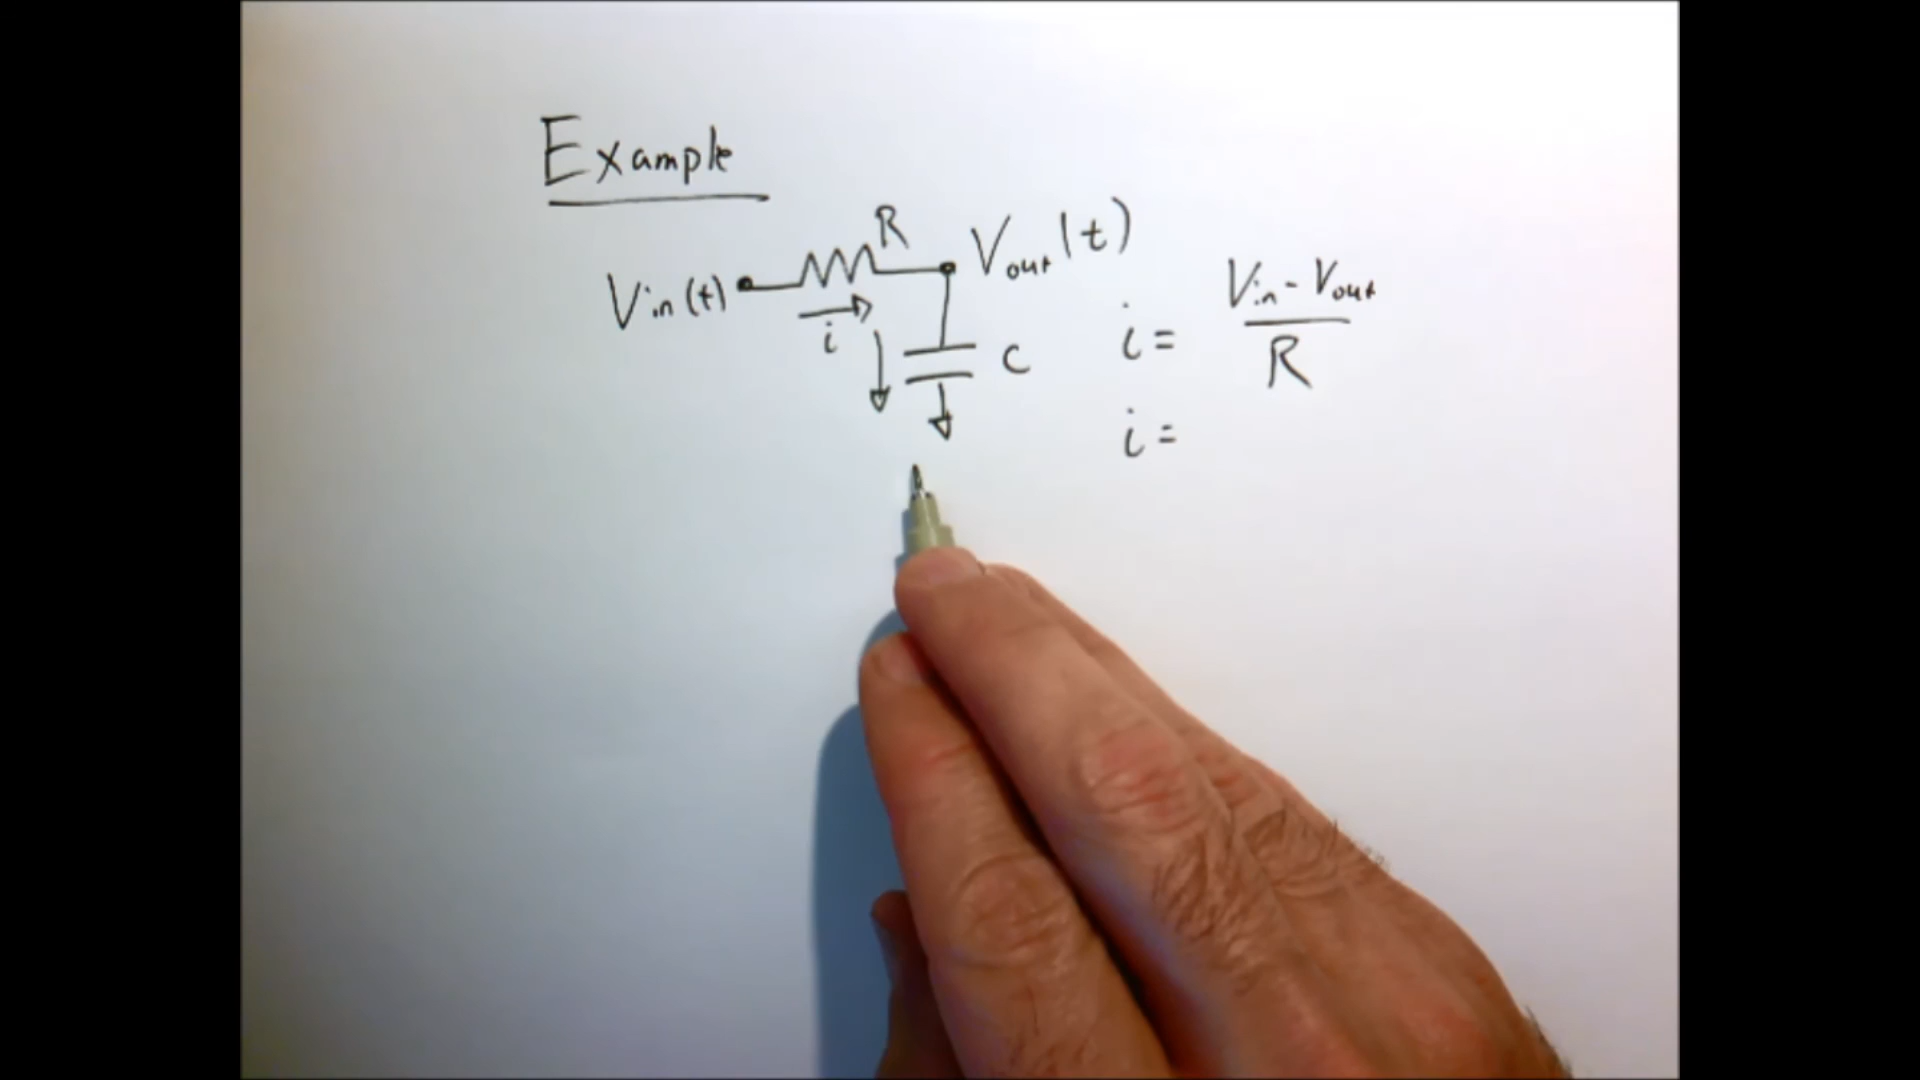 Example
R
Vin(t)
Vout(t)
i
C
i = Vin - Vout
R
i =